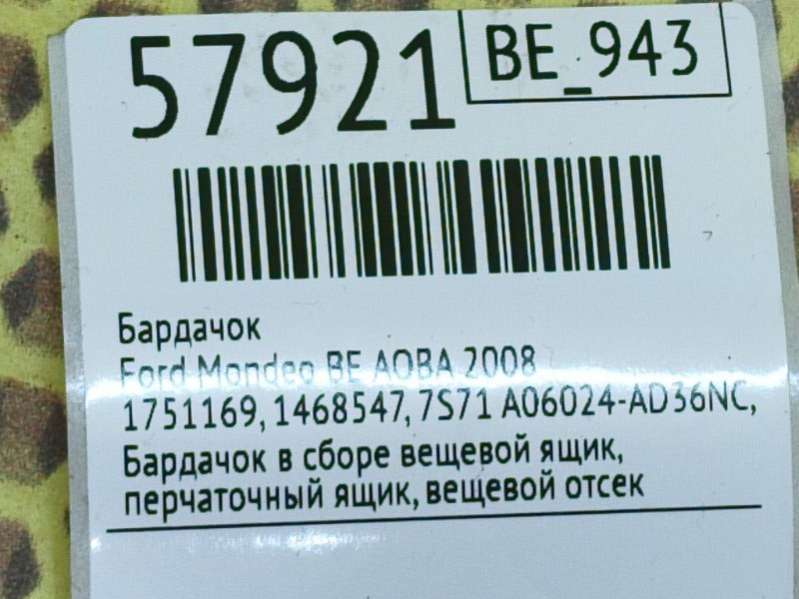 57921
BE_943
Бардачок
Ford Mondeo BE AOBA 2008
1751169, 1468547, 7S71 A06024-AD36NC,
Бардачок в сборе вещевой ящик,
перчаточный ящик, вещевой отсек